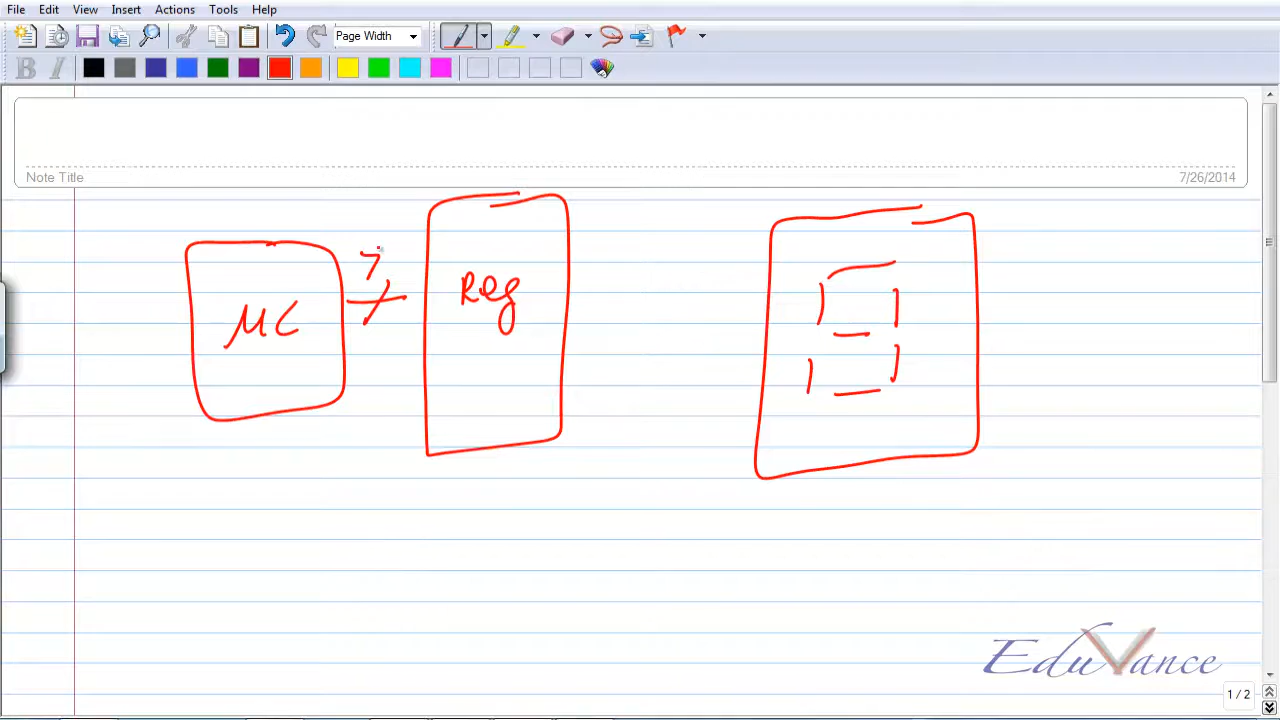 File Edit View Insert Actions Tools Help
Page Width
B I
Note Title
7/26/2014
7
Reg
MC
EduVance
1 / 2